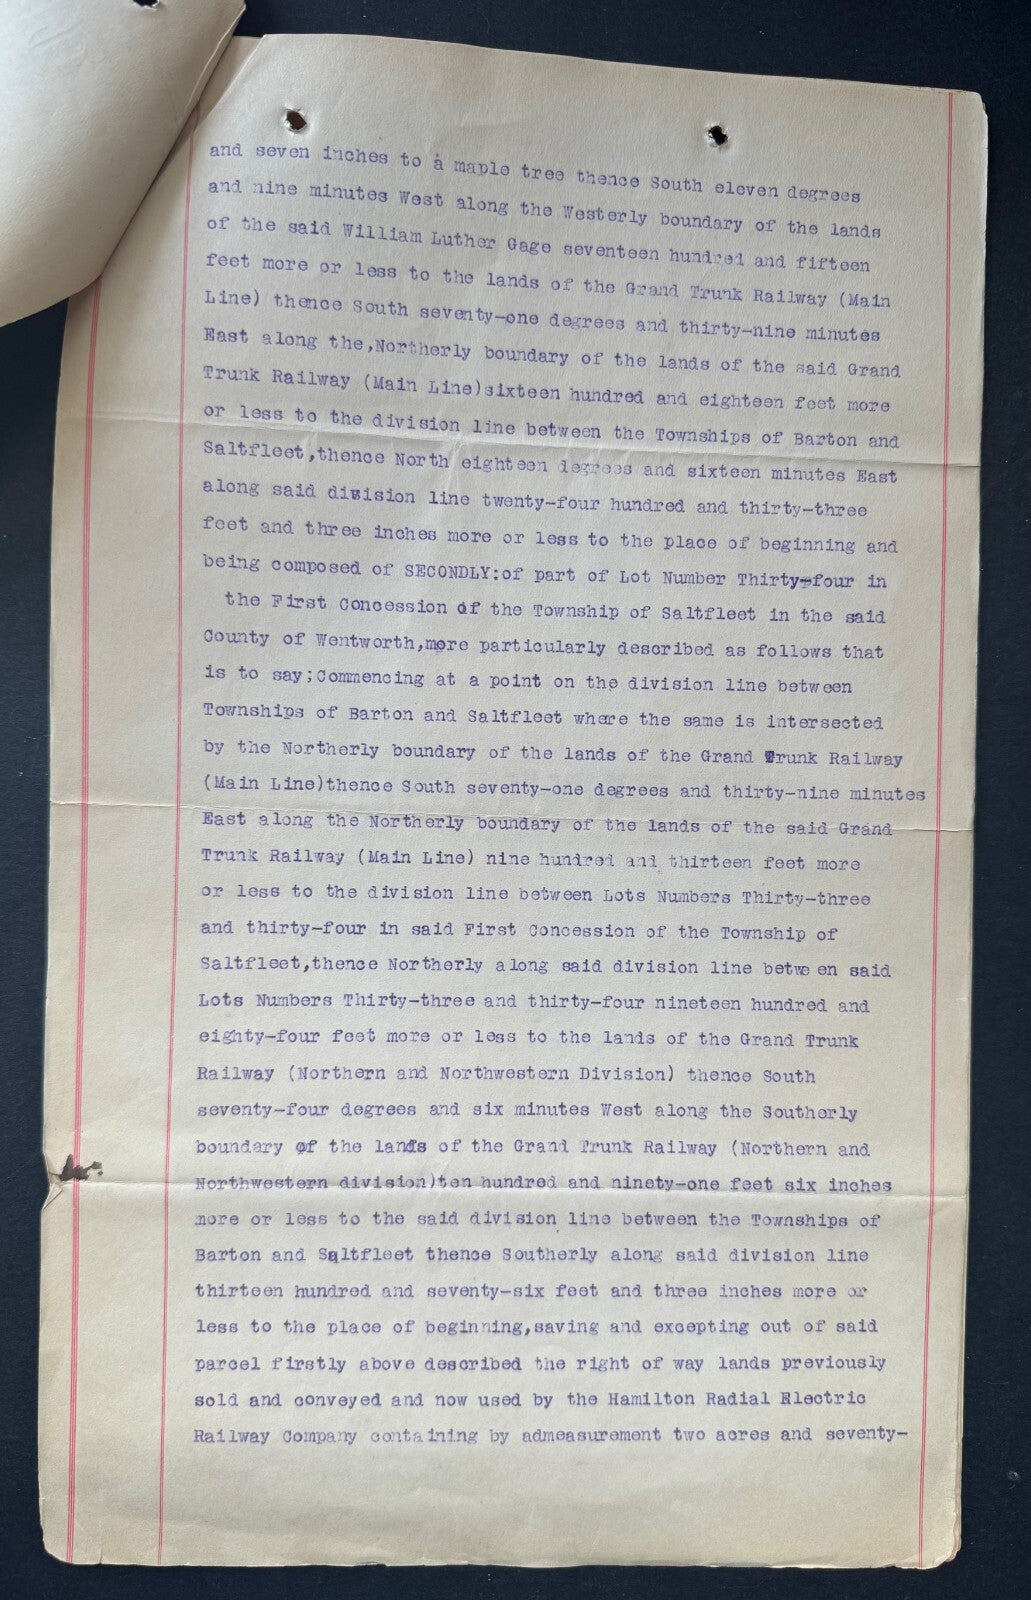 and seven inches to a maple tree thence South eleven degrees
and nine minutes West along the Westerly boundary of the lands
of the said William Luther Gage seventeen hundred and fifteen
feet more or less to the lands of the Grand Trunk Railway (Main
Line) thence South seventy-one degrees and thirty-nine minutes
East along the,Northerly boundary of the lands of the said Grand
Trunk Railway (Main Line)sixteen hundred and eighteen feet more
or less to the division line between the Townships of Barton and
Saltfleet,thence North eighteen degrees and sixteen minutes East
along said division line twenty-four hundred and thirty-three
feet and three inches more or less to the place of beginning and
being composed of SECONDLY:of part of Lot Number Thirty-four in
the First Concession of the Township of Saltfleet in the said
County of Wentworth,more particularly described as follows that
is to say;Commencing at a point on the division line between
Townships of Barton and Saltfleet where the same is intersected
by the Northerly boundary of the lands of the Grand Trunk Railway
(Main Line)thence South seventy-one degrees and thirty-nine minutes
East along the Northerly boundary of the lands of the said Grand
Trunk Railway (Main Line) nine hundred and thirteen feet more
or less to the division line between Lots Numbers Thirty-three
and thirty-four in said First Concession of the Township of
Saltfleet,thence Northerly along said division line between said
Lots Numbers Thirty-three and thirty-four nineteen hundred and
eighty-four feet more or less to the lands of the Grand Trunk
Railway (Northern and Northwestern Division) thence South
seventy-four degrees and six minutes West along the Southerly
boundary of the lands of the Grand Trunk Railway (Northern and
Northwestern division)ten hundred and ninety-one feet six inches
more or less to the said division line between the Townships of
Barton and Saltfleet thence Southerly along said division line
thirteen hundred and seventy-six feet and three inches more or
less to the place of beginning,saving and excepting out of said
parcel firstly above described the right of way lands previously
sold and conveyed and now used by the Hamilton Radial Electric
Railway Company containing by admeasurement two acres and seventy-